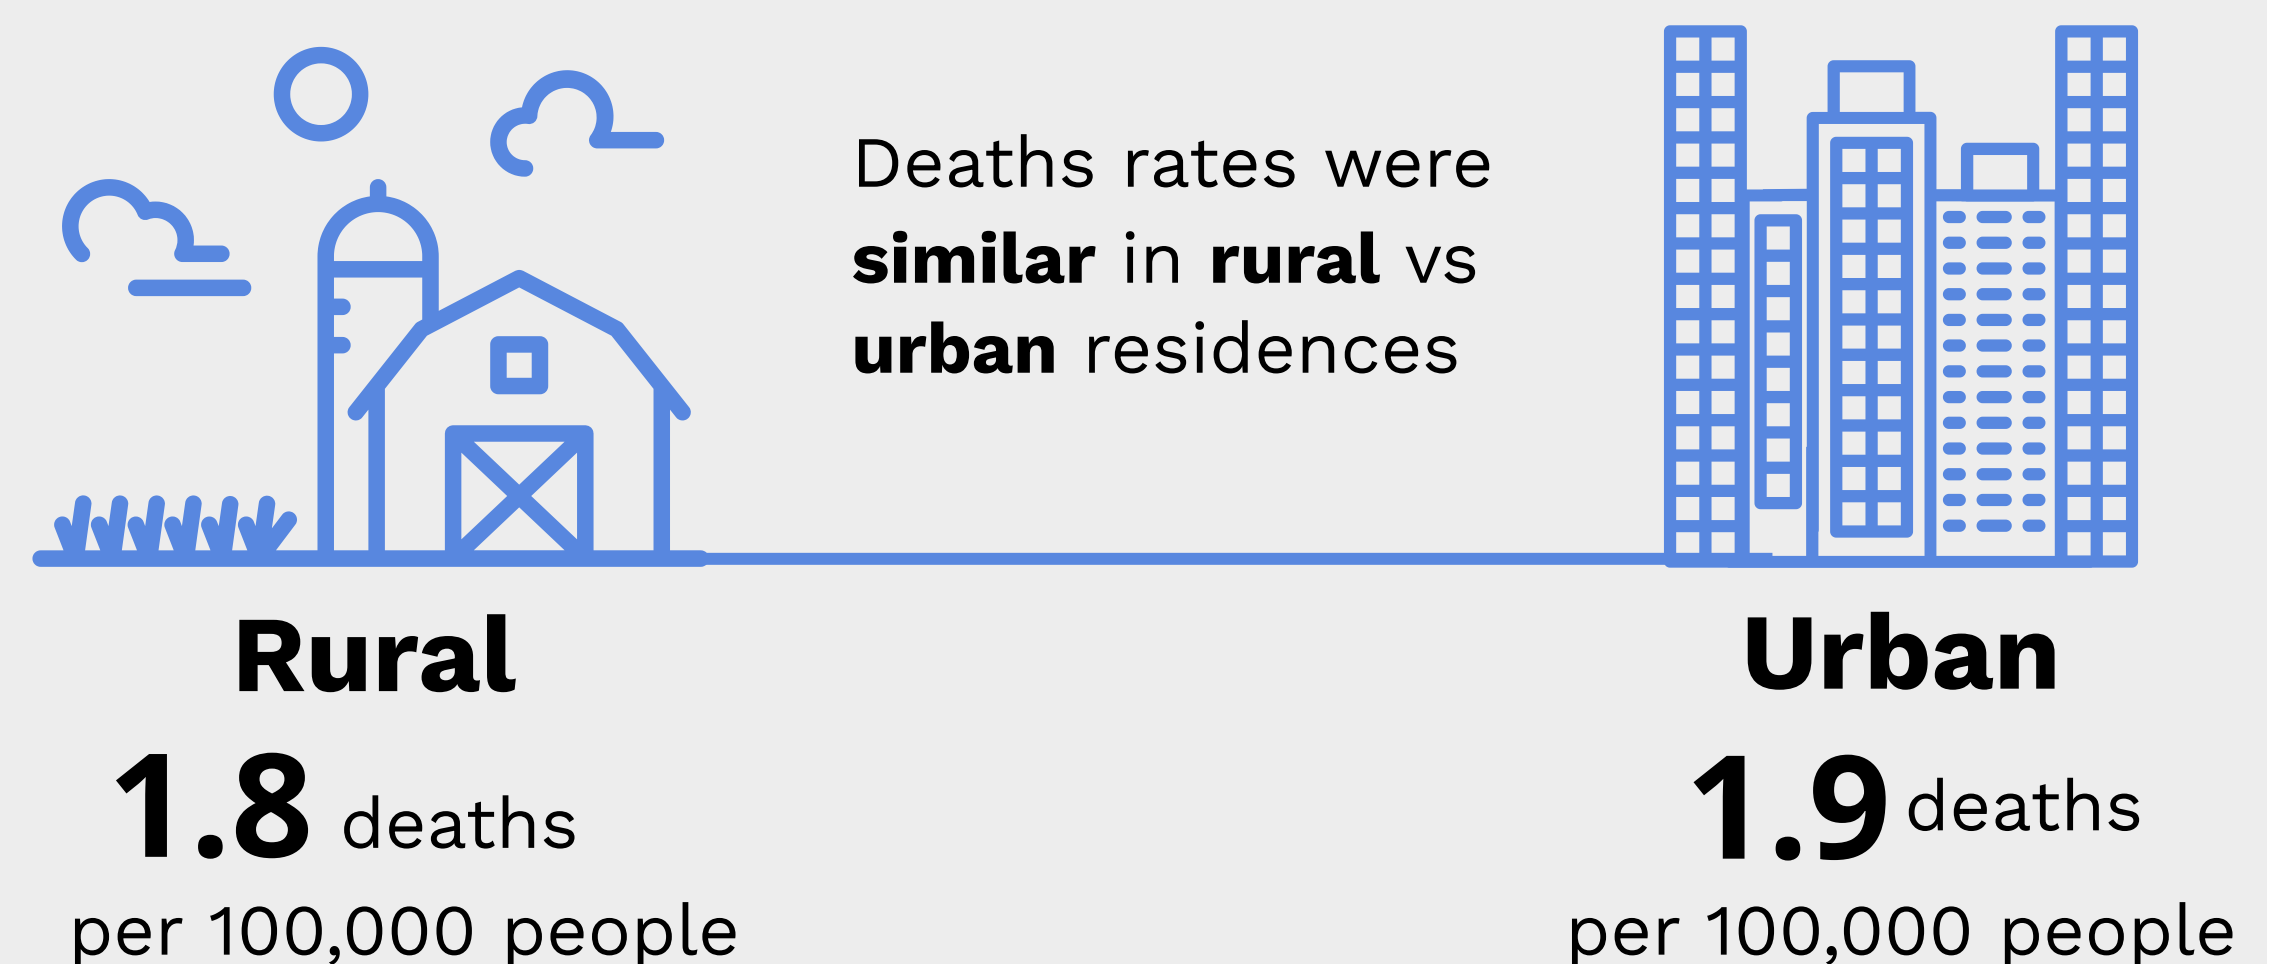 Deaths rates were
similar in rural vs
urban residences
Rural
1.8 deaths
per 100,000 people
Urban
1.9 deaths
per 100,000 people